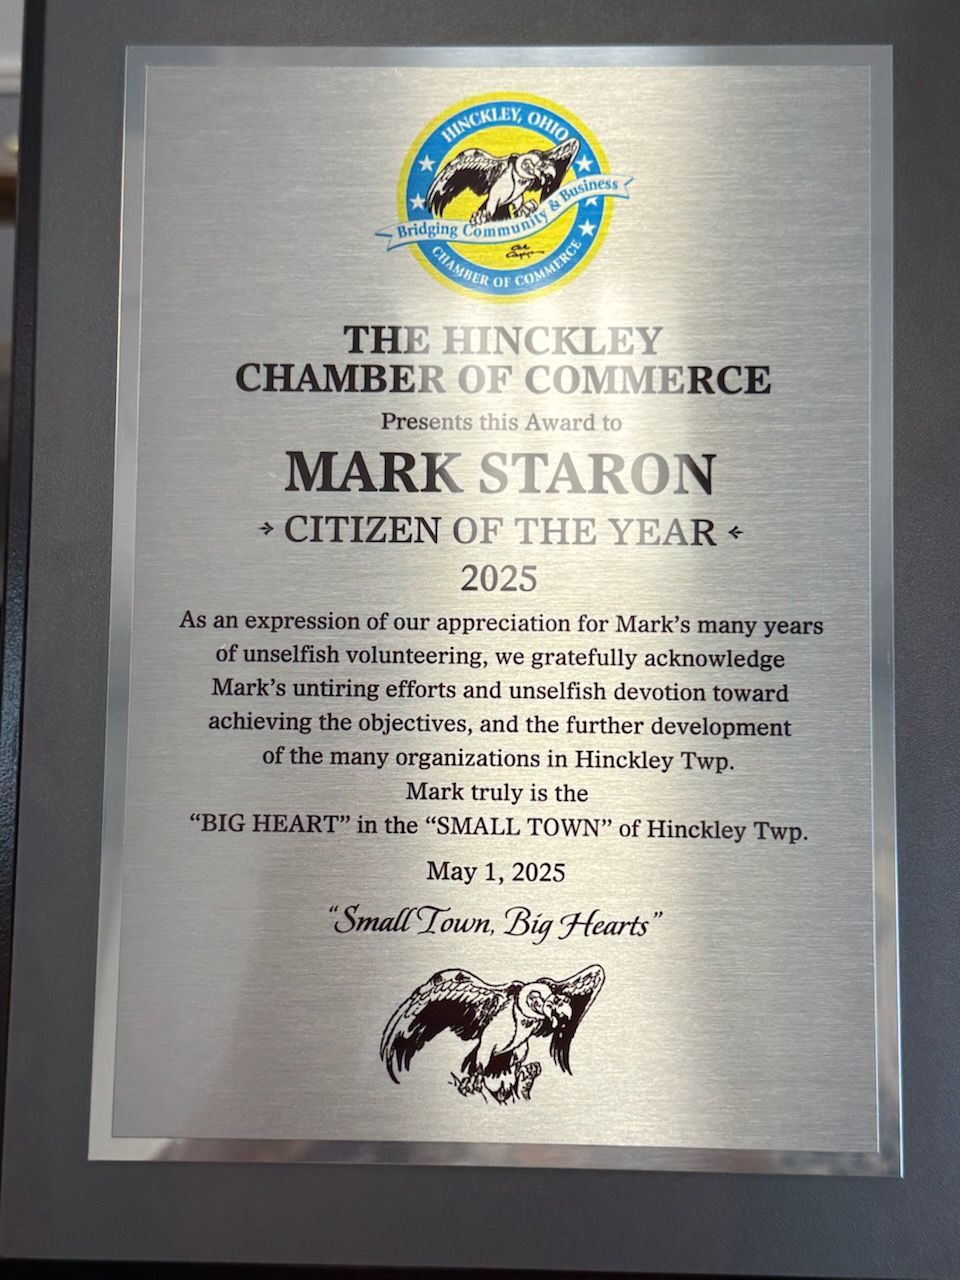 HINCKLEY, OHIO
Bridging Community & Business
CHAMBER OF COMMERCE
THE HINCKLEY
CHAMBER OF COMMERCE
Presents this Award to
MARK STARON
CITIZEN OF THE YEAR
2025
As an expression of our appreciation for Mark's many years
of unselfish volunteering, we gratefully acknowledge
Mark's untiring efforts and unselfish devotion toward
achieving the objectives, and the further development
of the many organizations in Hinckley Twp.
Mark truly is the
“BIG HEART” in the “SMALL TOWN” of Hinckley Twp.
May 1, 2025
“Small Town, Big Hearts”